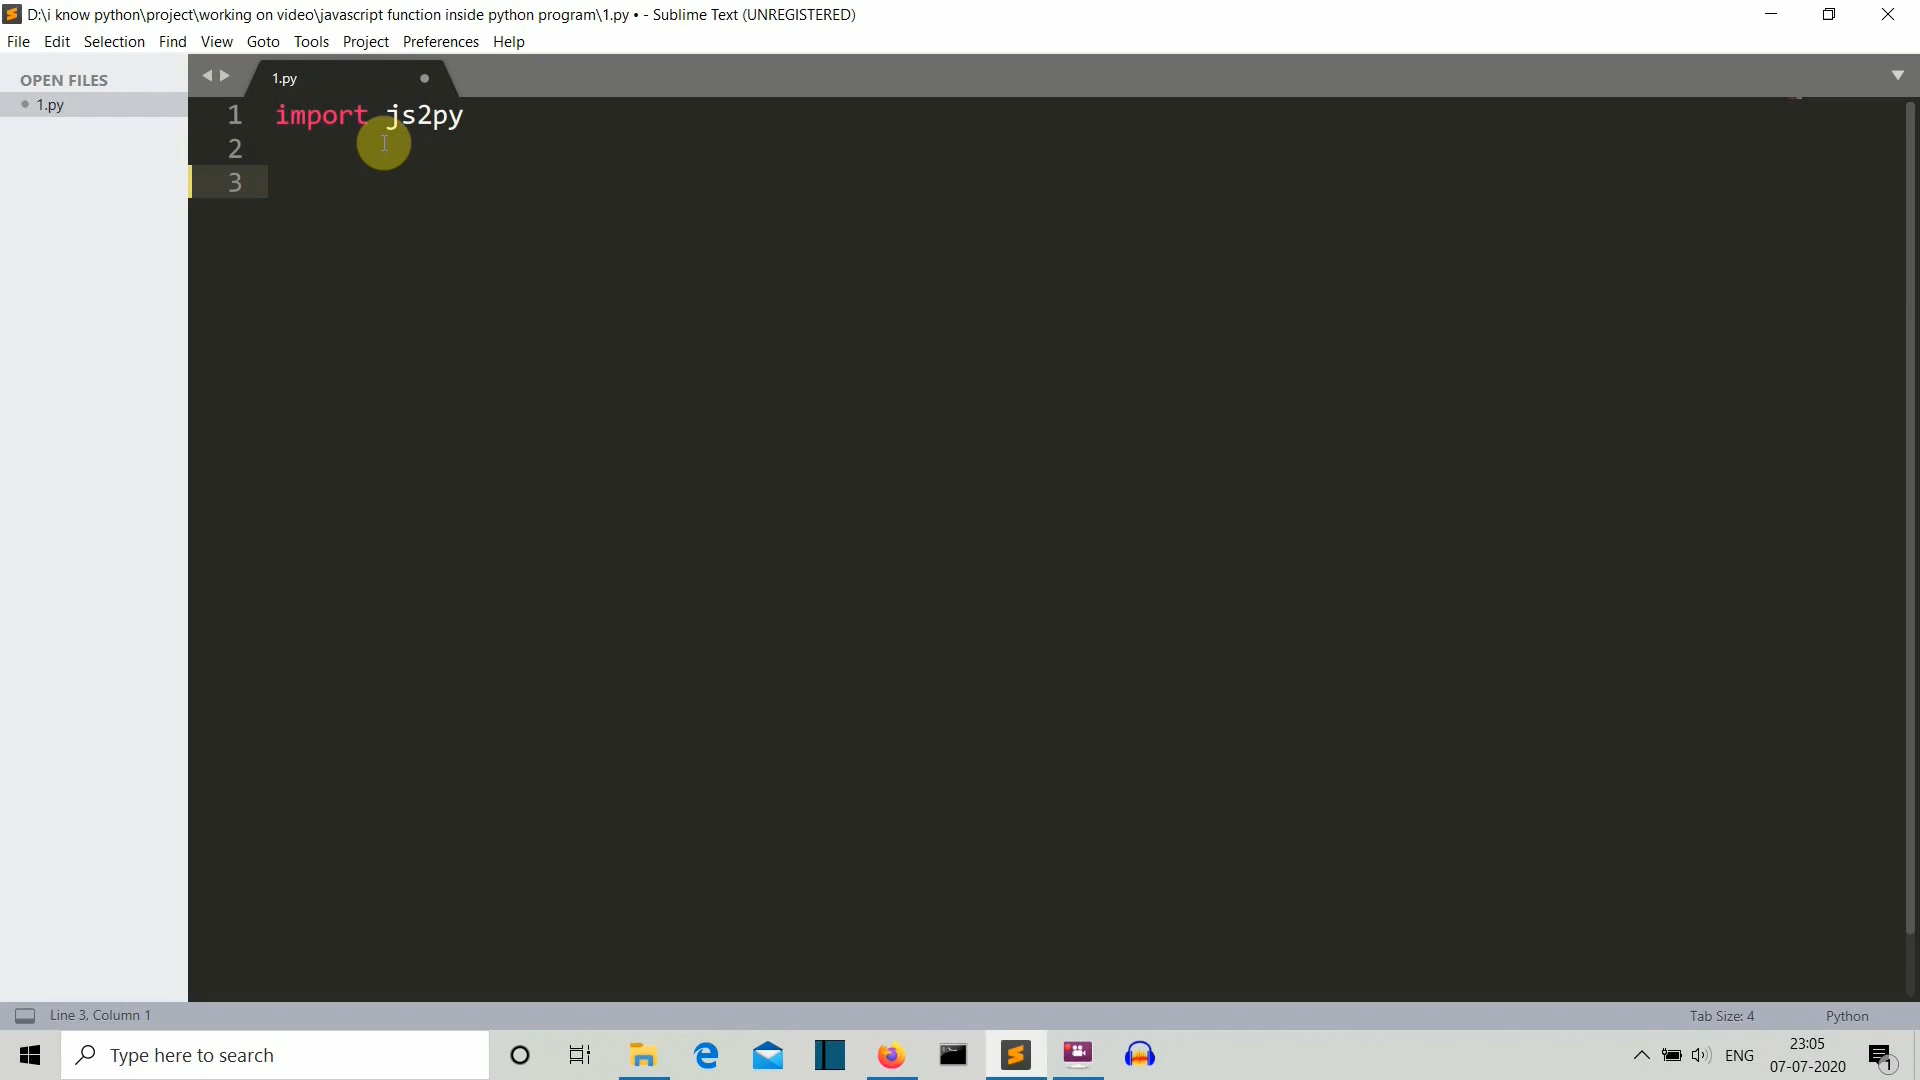 D:\i know python\project\working on video\javascript function inside python program\1.py • - Sublime Text (UNREGISTERED)
File Edit Selection Find View Goto Tools Project Preferences Help
OPEN FILES
1.py
1.py
1 import js2py
2
3
Line 3, Column 1
Tab Size: 4
Python
Type here to search
ENG
23:05
07-07-2020
1